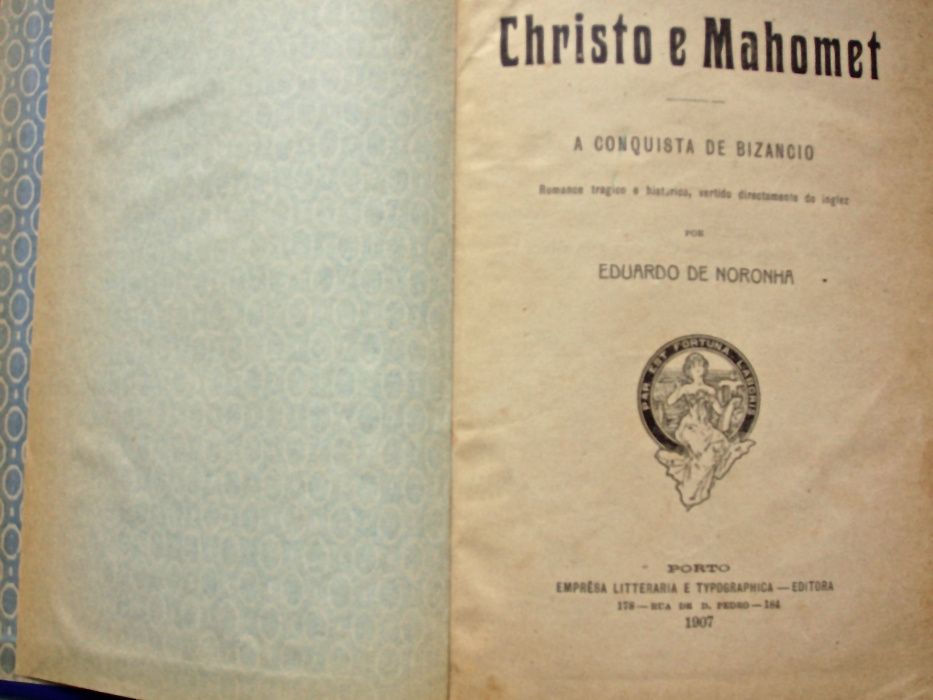 Christo e Mahomet
A CONQUISTA DE BIZANCIO
Romance tragico e historico, vertido directamente do inglez
POR
EDUARDO DE NORONHA
PAR EST FORTUNA LABORIS
PORTO
EMPRÊSA LITTERARIA E TYPOGRAPHICA — EDITORA
178 — RUA DE D. PEDRO — 184
1907